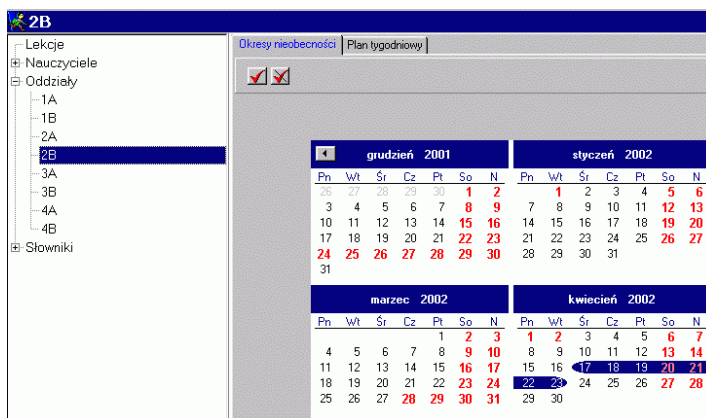 2B
Lekcje
Nauczyciele
Oddziały
1A
1B
2A
2B
3A
3B
4A
4B
Słowniki
Okresy nieobecności Plan tygodniowy
grudzień 2001
Pn Wt Śr Cz Pt So N
26 27 28 29 30 1 2
3 4 5 6 7 8 9
10 11 12 13 14 15 16
17 18 19 20 21 22 23
24 25 26 27 28 29 30
31
styczeń 2002
Pn Wt Śr Cz Pt So N
1 2 3 4 5 6
7 8 9 10 11 12 13
14 15 16 17 18 19 20
21 22 23 24 25 26 27
28 29 30 31
marzec 2002
Pn Wt Śr Cz Pt So N
1 2 3
4 5 6 7 8 9 10
11 12 13 14 15 16 17
18 19 20 21 22 23 24
25 26 27 28 29 30 31
kwiecień 2002
Pn Wt Śr Cz Pt So N
1 2 3 4 5 6 7
8 9 10 11 12 13 14
15 16 17 18 19 20 21
22 23 24 25 26 27 28
29 30